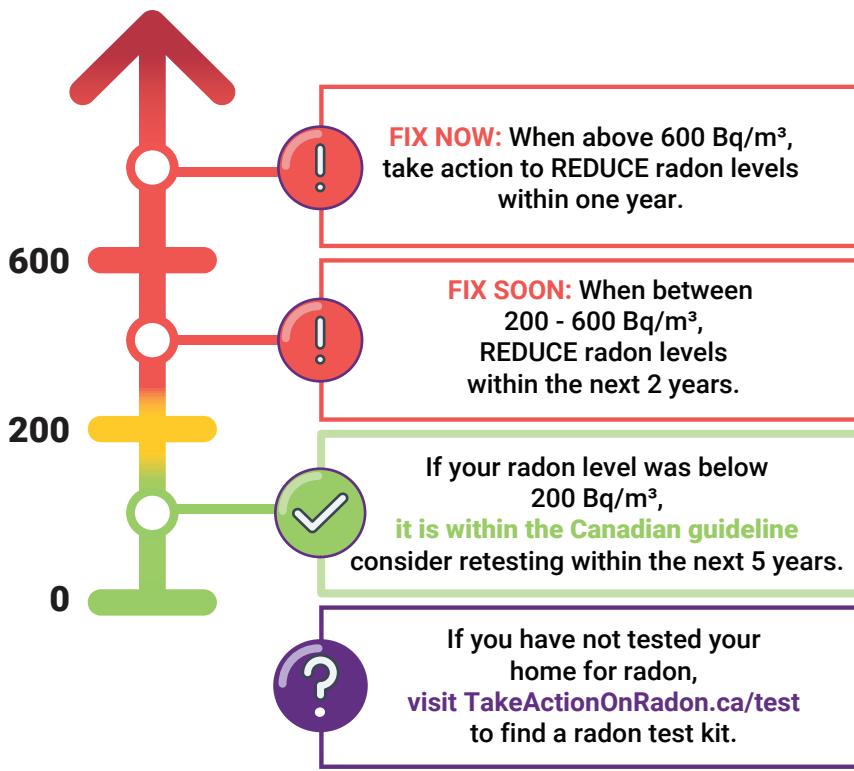 FIX NOW: When above 600 Bq/m³,
take action to REDUCE radon levels
within one year.
600
FIX SOON: When between
200 - 600 Bq/m³,
REDUCE radon levels
within the next 2 years.
200
If your radon level was below
200 Bq/m³,
it is within the Canadian guideline
consider retesting within the next 5 years.
0
If you have not tested your
home for radon,
visit TakeActionOnRadon.ca/test
to find a radon test kit.